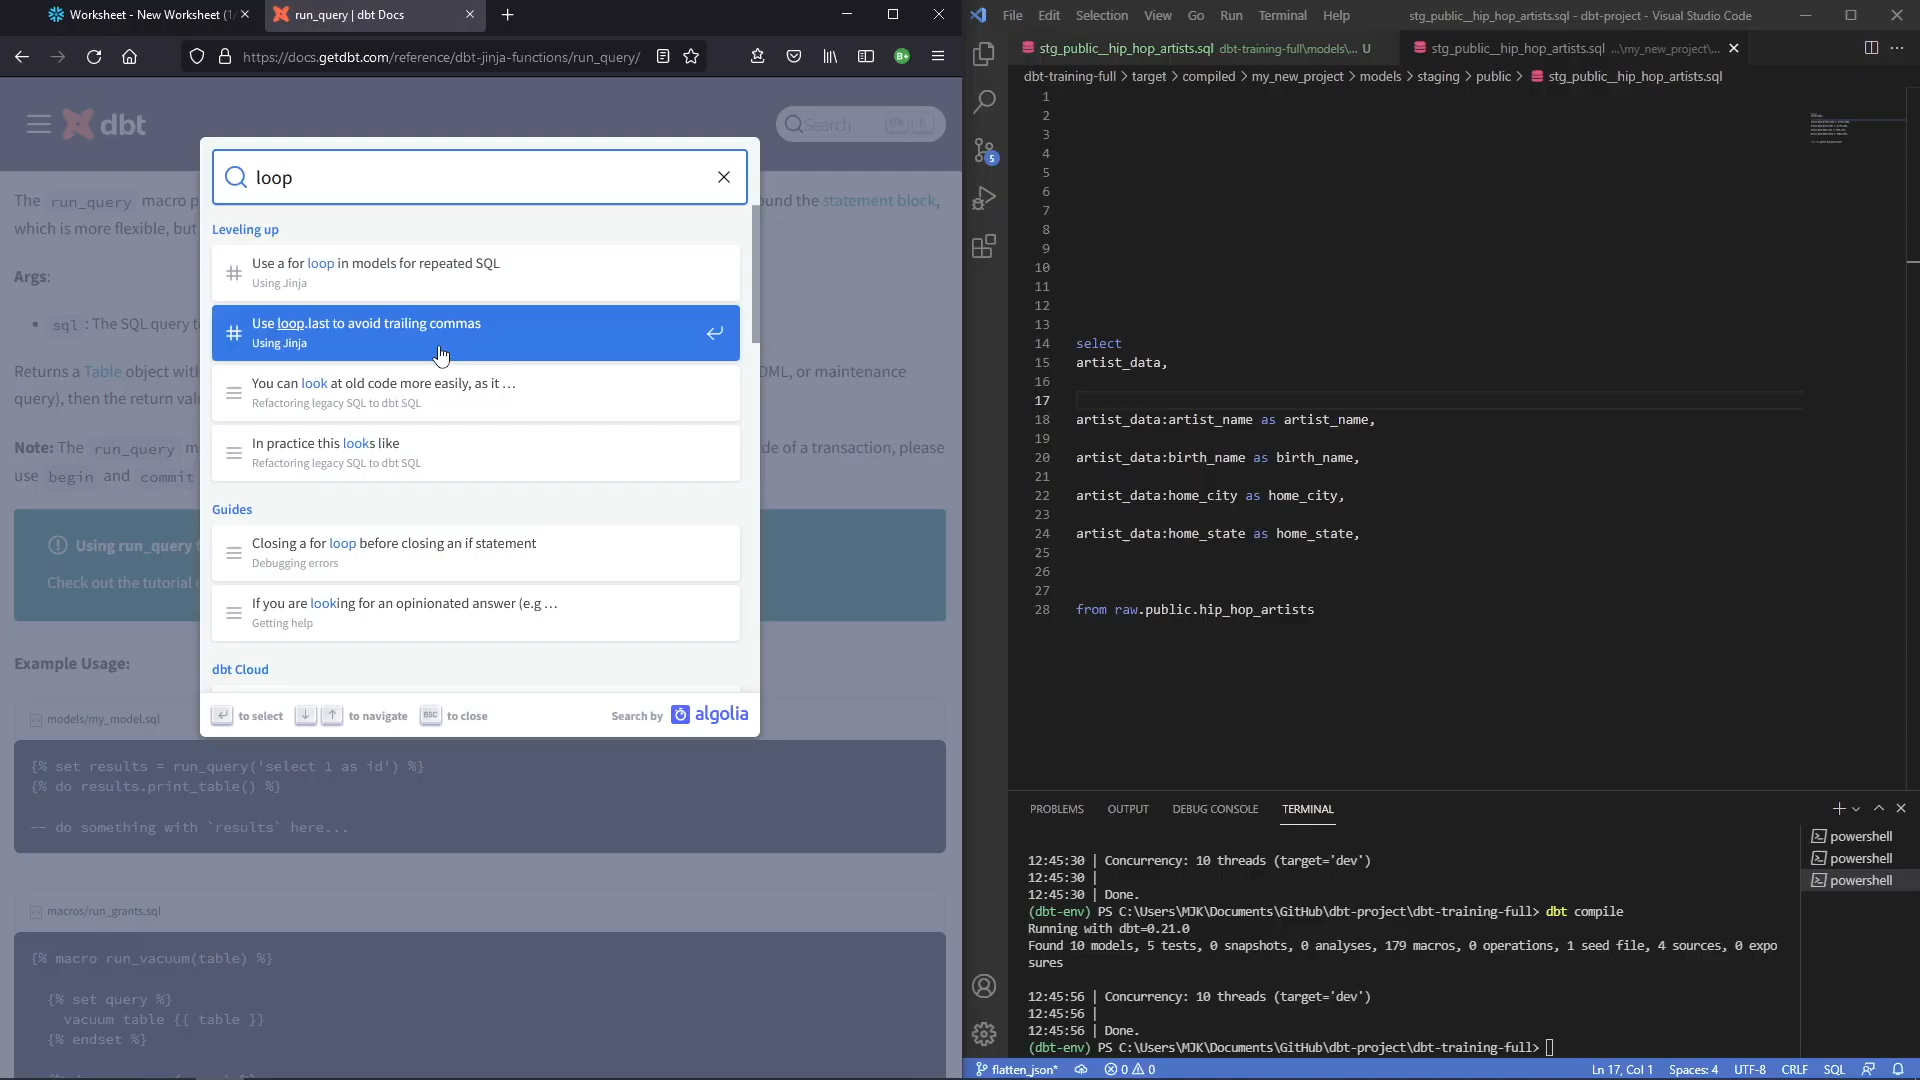 Worksheet - New Worksheet (1/
run_query | dbt Docs
https://docs.getdbt.com/reference/dbt-jinja-functions/run_query/
dbt
Search
loop
Leveling up
Use a for loop in models for repeated SQL
Using Jinja
Use loop.last to avoid trailing commas
Using Jinja
You can look at old code more easily, as it ...
Refactoring legacy SQL to dbt SQL
In practice this looks like
Refactoring legacy SQL to dbt SQL
Guides
Closing a for loop before closing an if statement
Debugging errors
If you are looking for an opinionated answer (e.g ...
Getting help
dbt Cloud
to select
to navigate
esc to close
Search by algolia
The run_query macro
ound the statement block,
which is more flexible, but
Args:
sql : The SQL query
Returns a Table object
DML, or maintenance
query), then the return
Note: The run_query
de of a transaction, please
use begin and commit
Using run_query
Check out the tutorial
Example Usage:
models/my_model.sql
{% set results = run_query('select 1 as id') %}
{% do results.print_table() %}
-- do something with `results` here...
macros/run_grants.sql
{% macro run_vacuum(table) %}
{% set query %}
vacuum table {{ table }}
{% endset %}
File Edit Selection View Go Run Terminal Help
stg_public__hip_hop_artists.sql - dbt-project - Visual Studio Code
stg_public__hip_hop_artists.sql dbt-training-full\models\... U
stg_public__hip_hop_artists.sql ...\my_new_project\...
dbt-training-full > target > compiled > my_new_project > models > staging > public > stg_public__hip_hop_artists.sql
5
1
2
3
4
5
6
7
8
9
10
11
12
13
14 select
15 artist_data,
16
17
18 artist_data:artist_name as artist_name,
19
20 artist_data:birth_name as birth_name,
21
22 artist_data:home_city as home_city,
23
24 artist_data:home_state as home_state,
25
26
27
28 from raw.public.hip_hop_artists
PROBLEMS OUTPUT DEBUG CONSOLE TERMINAL
powershell
powershell
powershell
12:45:30 | Concurrency: 10 threads (target='dev')
12:45:30 |
12:45:30 | Done.
(dbt-env) PS C:\Users\MJK\Documents\GitHub\dbt-project\dbt-training-full> dbt compile
Running with dbt=0.21.0
Found 10 models, 5 tests, 0 snapshots, 0 analyses, 179 macros, 0 operations, 1 seed file, 4 sources, 0 expo
sures
12:45:56 | Concurrency: 10 threads (target='dev')
12:45:56 |
12:45:56 | Done.
(dbt-env) PS C:\Users\MJK\Documents\GitHub\dbt-project\dbt-training-full>
flatten_json* 0 0
Ln 17, Col 1 Spaces: 4 UTF-8 CRLF SQL